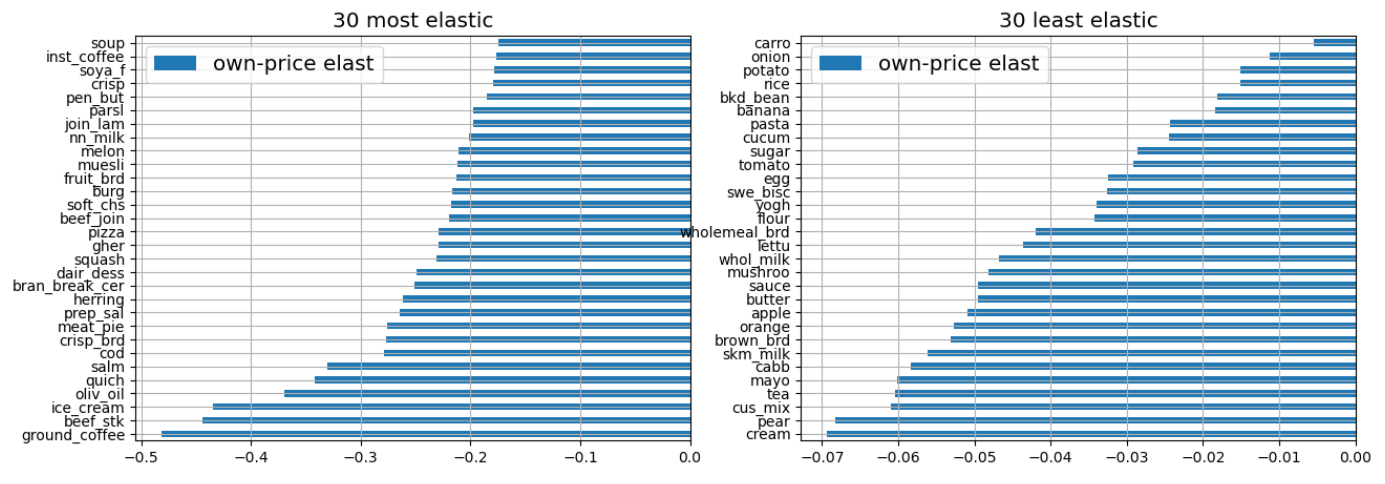 30 most elastic
own-price elast
soup
inst_coffee
soya_f
crisp
pen_but
parsl
join_lam
nn_milk
melon
muesli
fruit_brd
burg
soft_chs
beef_join
pizza
gher
squash
dair_dess
bran_break_cer
herring
prep_sal
meat_pie
crisp_brd
cod
salm
quich
oliv_oil
ice_cream
beef_stk
ground_coffee
−0.5 −0.4 −0.3 −0.2 −0.1 0.0
30 least elastic
own-price elast
carro
onion
potato
rice
bkd_bean
banana
pasta
cucum
sugar
tomato
egg
swe_bisc
yogh
flour
wholemeal_brd
lettu
whol_milk
mushroo
sauce
butter
apple
orange
brown_brd
skm_milk
cabb
mayo
tea
cus_mix
pear
cream
−0.07 −0.06 −0.05 −0.04 −0.03 −0.02 −0.01 0.00